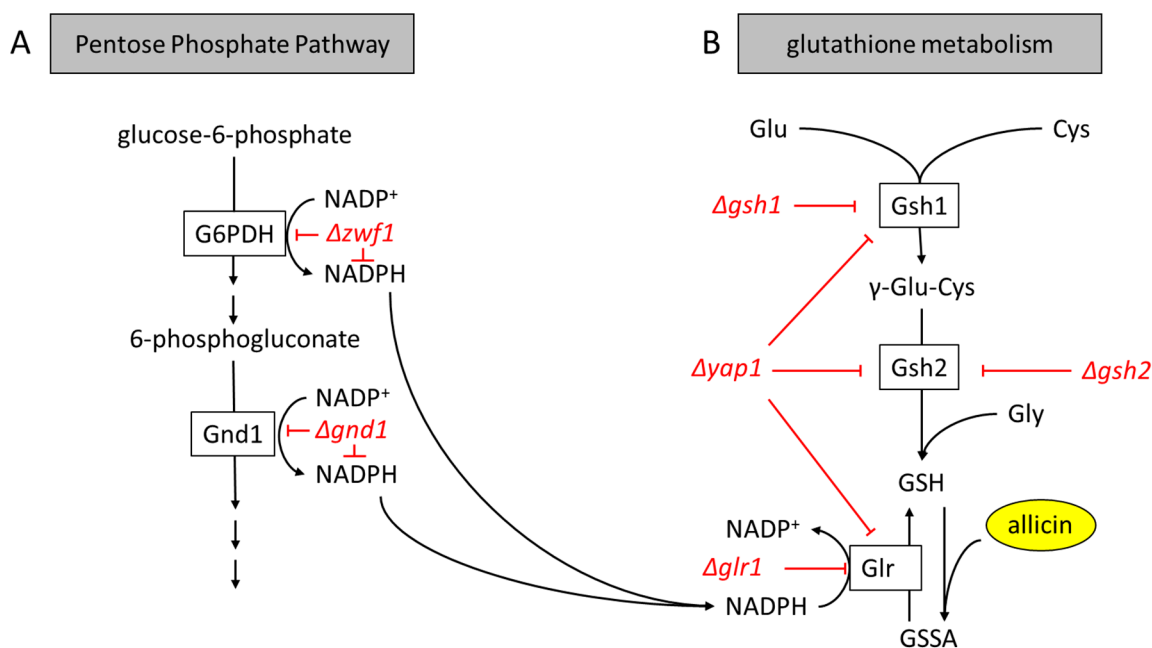 A
Pentose Phosphate Pathway
glucose-6-phosphate
NADP⁺
G6PDH
Δzwf1
NADPH
6-phosphogluconate
NADP⁺
Gnd1
Δgnd1
NADPH
B
glutathione metabolism
Glu
Cys
Δgsh1
Gsh1
γ-Glu-Cys
Δyap1
Gsh2
Δgsh2
Gly
GSH
NADP⁺
allicin
Δglr1
Glr
NADPH
GSSA